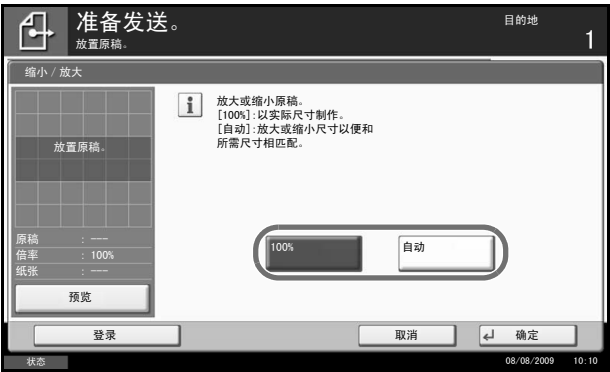 准备发送。
放置原稿。
目的地
1
缩小 / 放大
放大或缩小原稿。
[100%]:以实际尺寸制作。
[自动]:放大或缩小尺寸以便和
所需尺寸相匹配。
放置原稿。
原稿 : ---
倍率 : 100%
纸张 : ---
预览
100%
自动
登录
取消
确定
状态
08/08/2009 10:10